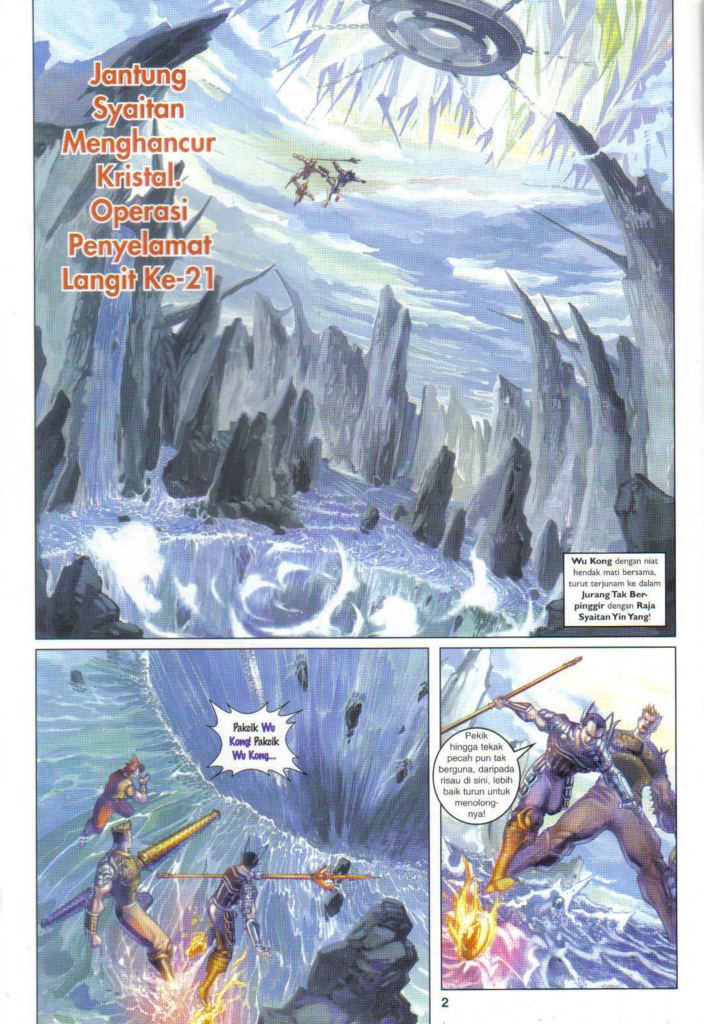 Jantung
Syaitan
Menghancur
Kristal.
Operasi
Penyelamat
Langit Ke-21
Wu Kong dengan niat
hendak mati bersama,
turut terjunam ke dalam
Jurang Tak Ber-
pinggir dengan Raja
Syaitan Yin Yang!
Pakcik Wu
Kong! Pakcik
Wu Kong....
Pekik
hingga tekak
pecah pun tak
berguna, daripada
risau di sini, lebih
baik turun untuk
menolong-
nya!
2